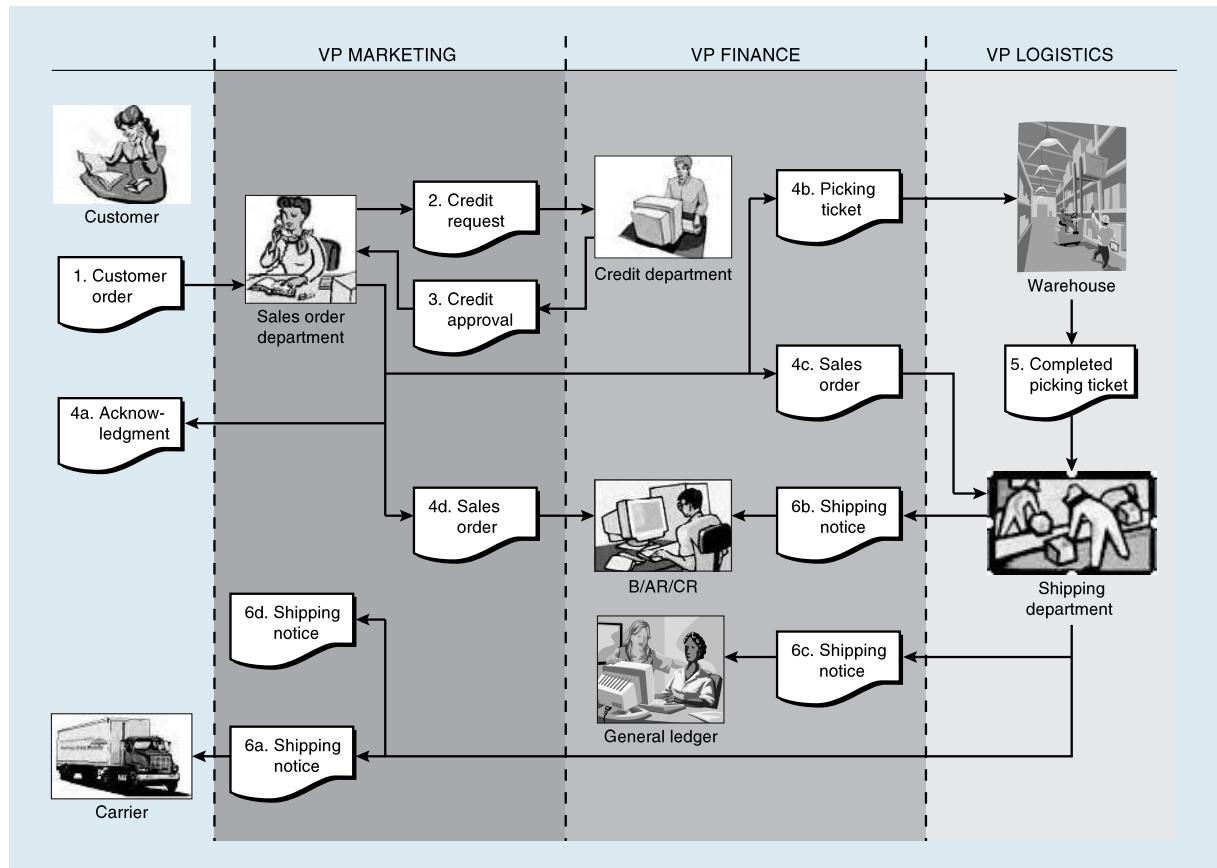 VP MARKETING
VP FINANCE
VP LOGISTICS
Customer
1. Customer
order
Sales order
department
2. Credit
request
3. Credit
approval
Credit department
4b. Picking
ticket
Warehouse
4c. Sales
order
5. Completed
picking ticket
4a. Acknow-
ledgment
4d. Sales
order
B/AR/CR
6b. Shipping
notice
Shipping
department
6d. Shipping
notice
General ledger
6c. Shipping
notice
6a. Shipping
notice
Carrier